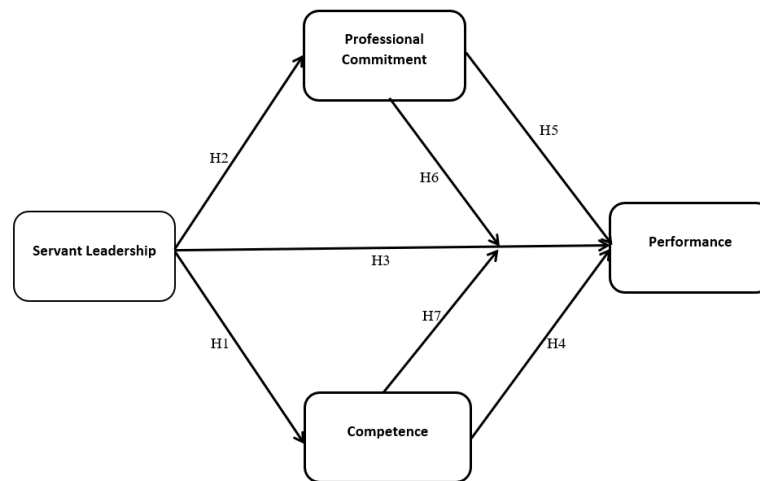 Professional
Commitment
H5
H2
H6
Servant Leadership
Performance
H3
H7
H1
H4
Competence